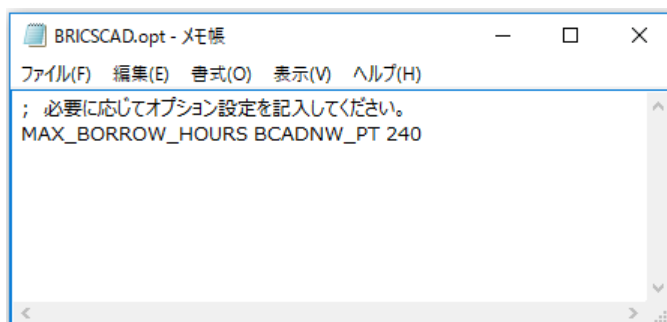 BRICSCAD.opt - メモ帳
ファイル(F) 編集(E) 書式(O) 表示(V) ヘルプ(H)
; 必要に応じてオプション設定を記入してください。
MAX_BORROW_HOURS BCADNW_PT 240